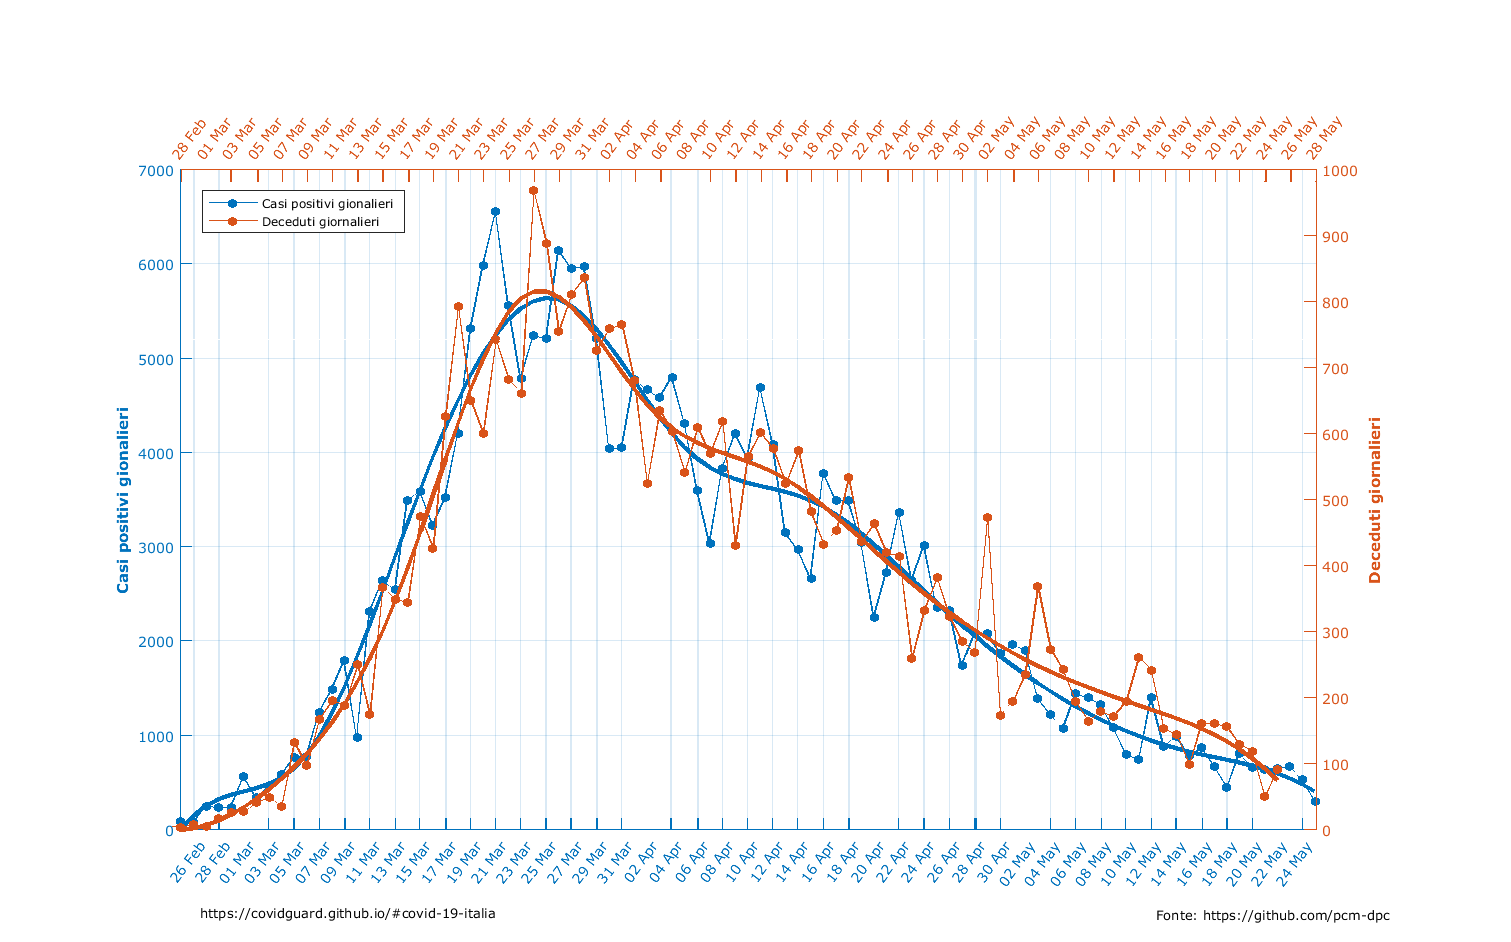 28 Feb
01 Mar
03 Mar
05 Mar
07 Mar
09 Mar
11 Mar
13 Mar
15 Mar
17 Mar
19 Mar
21 Mar
23 Mar
25 Mar
27 Mar
29 Mar
31 Mar
02 Apr
04 Apr
06 Apr
08 Apr
10 Apr
12 Apr
14 Apr
16 Apr
18 Apr
20 Apr
22 Apr
24 Apr
26 Apr
28 Apr
30 Apr
02 May
04 May
06 May
08 May
10 May
12 May
14 May
16 May
18 May
20 May
22 May
24 May
26 May
28 May
7000
6000
5000
4000
3000
2000
1000
0
Casi positivi gionalieri
Casi positivi gionalieri
Deceduti giornalieri
1000
900
800
700
600
500
400
300
200
100
0
Deceduti giornalieri
26 Feb
28 Feb
01 Mar
03 Mar
05 Mar
07 Mar
09 Mar
11 Mar
13 Mar
15 Mar
17 Mar
19 Mar
21 Mar
23 Mar
25 Mar
27 Mar
29 Mar
31 Mar
02 Apr
04 Apr
06 Apr
08 Apr
10 Apr
12 Apr
14 Apr
16 Apr
18 Apr
20 Apr
22 Apr
24 Apr
26 Apr
28 Apr
30 Apr
02 May
04 May
06 May
08 May
10 May
12 May
14 May
16 May
18 May
20 May
22 May
24 May
https://covidguard.github.io/#covid-19-italia
Fonte: https://github.com/pcm-dpc